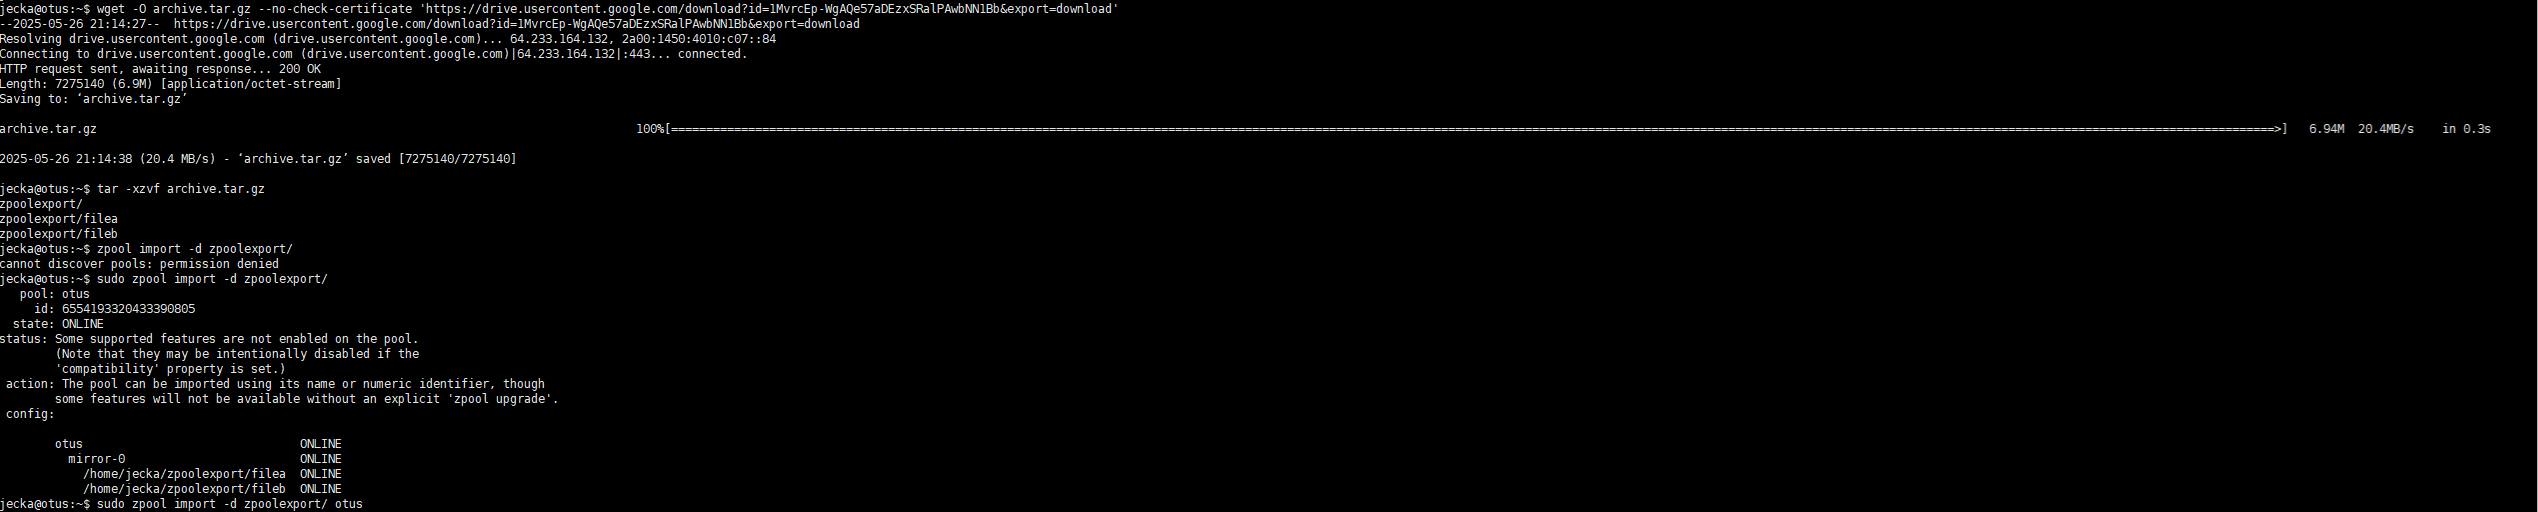 jecka@otus:~$ wget -O archive.tar.gz --no-check-certificate 'https://drive.usercontent.google.com/download?id=1MvrcEp-WgAQe57aDEzxSRalPAwbNN1Bb&export=download'
--2025-05-26 21:14:27--  https://drive.usercontent.google.com/download?id=1MvrcEp-WgAQe57aDEzxSRalPAwbNN1Bb&export=download
Resolving drive.usercontent.google.com (drive.usercontent.google.com)... 64.233.164.132, 2a00:1450:4010:c07::84
Connecting to drive.usercontent.google.com (drive.usercontent.google.com)|64.233.164.132|:443... connected.
HTTP request sent, awaiting response... 200 OK
Length: 7275140 (6.9M) [application/octet-stream]
Saving to: ‘archive.tar.gz’
archive.tar.gz 100%[===================================================>] 6.94M 20.4MB/s in 0.3s
2025-05-26 21:14:38 (20.4 MB/s) - ‘archive.tar.gz’ saved [7275140/7275140]
jecka@otus:~$ tar -xzvf archive.tar.gz
zpoolexport/
zpoolexport/filea
zpoolexport/fileb
jecka@otus:~$ zpool import -d zpoolexport/
cannot discover pools: permission denied
jecka@otus:~$ sudo zpool import -d zpoolexport/
pool: otus
id: 6554193320433390805
state: ONLINE
status: Some supported features are not enabled on the pool.
(Note that they may be intentionally disabled if the
'compatibility' property is set.)
action: The pool can be imported using its name or numeric identifier, though
some features will not be available without an explicit 'zpool upgrade'.
config:
otus ONLINE
mirror-0 ONLINE
/home/jecka/zpoolexport/filea ONLINE
/home/jecka/zpoolexport/fileb ONLINE
jecka@otus:~$ sudo zpool import -d zpoolexport/ otus